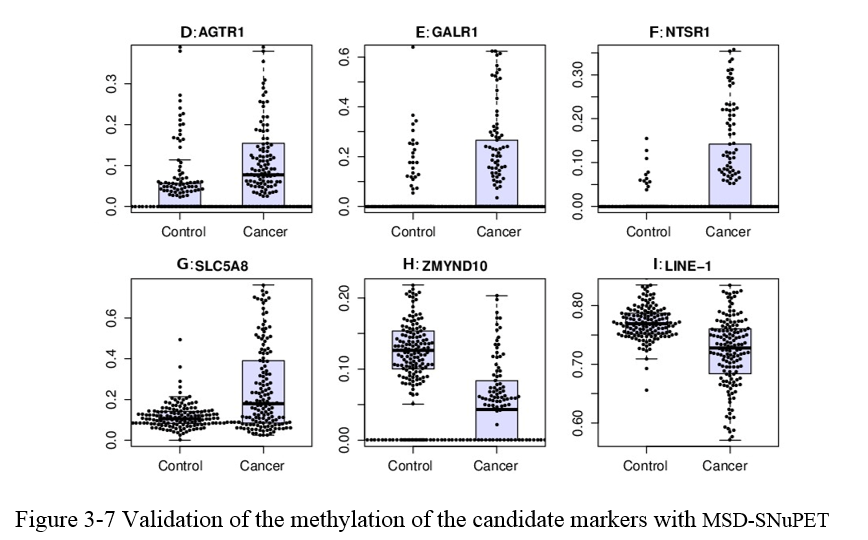 D:AGTR1 E:GALR1 F:NTSR1
0.0 0.1 0.2 0.3
0.0 0.2 0.4 0.6
0.00 0.10 0.20 0.30
Control Cancer Control Cancer Control Cancer
G:SLC5A8 H:ZMYND10 I:LINE−1
0.0 0.2 0.4 0.6
0.00 0.10 0.20
0.60 0.70 0.80
Control Cancer Control Cancer Control Cancer
Figure 3-7 Validation of the methylation of the candidate markers with MSD-SNuPET